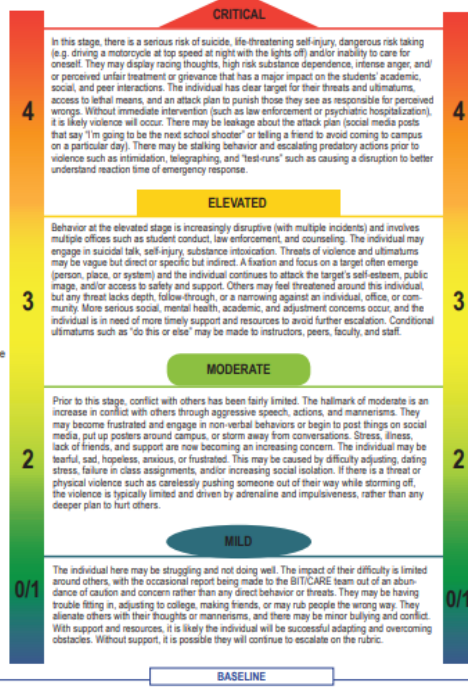 CRITICAL
In this stage, there is a serious risk of suicide, life-threatening self-injury, dangerous risk taking
(e.g. driving a motorcycle at top speed at night with the lights off) and/or inability to care for
oneself. They may display racing thoughts, high risk substance dependence, intense anger, and/
or perceived unfair treatment or grievance that has a major impact on the students' academic,
social, and peer interactions. The individual has clear target for their threats and ultimatums,
access to lethal means, and an attack plan to punish those they see as responsible for perceived
wrongs. Without immediate intervention (such as law enforcement or psychiatric hospitalization),
it is likely violence will occur. There may be leakage about the attack plan (social media posts
that say "I'm going to be the next school shooter" or telling a friend to avoid coming to campus
on a particular day). There may be stalking behavior and escalating predatory actions prior to
violence such as intimidation, telegraphing, and "test-runs" such as causing a disruption to better
understand reaction time of emergency response.
4
4
ELEVATED
Behavior at the elevated stage is increasingly disruptive (with multiple incidents) and involves
multiple offices such as student conduct, law enforcement, and counseling. The individual may
engage in suicidal talk, self-injury, substance intoxication. Threats of violence and ultimatums
may be vague but direct or specific but indirect. A fixation and focus on a target often emerge
(person, place, or system) and the individual continues to attack the target's self-esteem, public
image, and/or access to safety and support. Others may feel threatened around this individual,
but any threat lacks depth, follow-through, or a narrowing against an individual, office, or com-
munity. More serious social, mental health, academic, and adjustment concerns occur, and the
individual is in need of more timely support and resources to avoid further escalation. Conditional
ultimatums such as "do this or else" may be made to instructors, peers, faculty, and staff.
3
3
e
MODERATE
Prior to this stage, conflict with others has been fairly limited. The hallmark of moderate is an
increase in conflict with others through aggressive speech, actions, and mannerisms. They
may become frustrated and engage in non-verbal behaviors or begin to post things on social
media, put up posters around campus, or storm away from conversations. Stress, illness,
lack of friends, and support are now becoming an increasing concern. The individual may be
tearful, sad, hopeless, anxious, or frustrated. This may be caused by difficulty adjusting, dating
stress, failure in class assignments, and/or increasing social isolation. If there is a threat or
physical violence such as carelessly pushing someone out of their way while storming off,
the violence is typically limited and driven by adrenaline and impulsiveness, rather than any
deeper plan to hurt others.
2
2
MILD
The individual here may be struggling and not doing well. The impact of their difficulty is limited
around others, with the occasional report being made to the BIT/CARE team out of an abun-
dance of caution and concern rather than any direct behavior or threats. They may be having
trouble fitting in, adjusting to college, making friends, or may rub people the wrong way. They
alienate others with their thoughts or mannerisms, and there may be minor bullying and conflict.
With support and resources, it is likely the individual will be successful adapting and overcoming
obstacles. Without support, it is possible they will continue to escalate on the rubric.
0/1
0/1
BASELINE